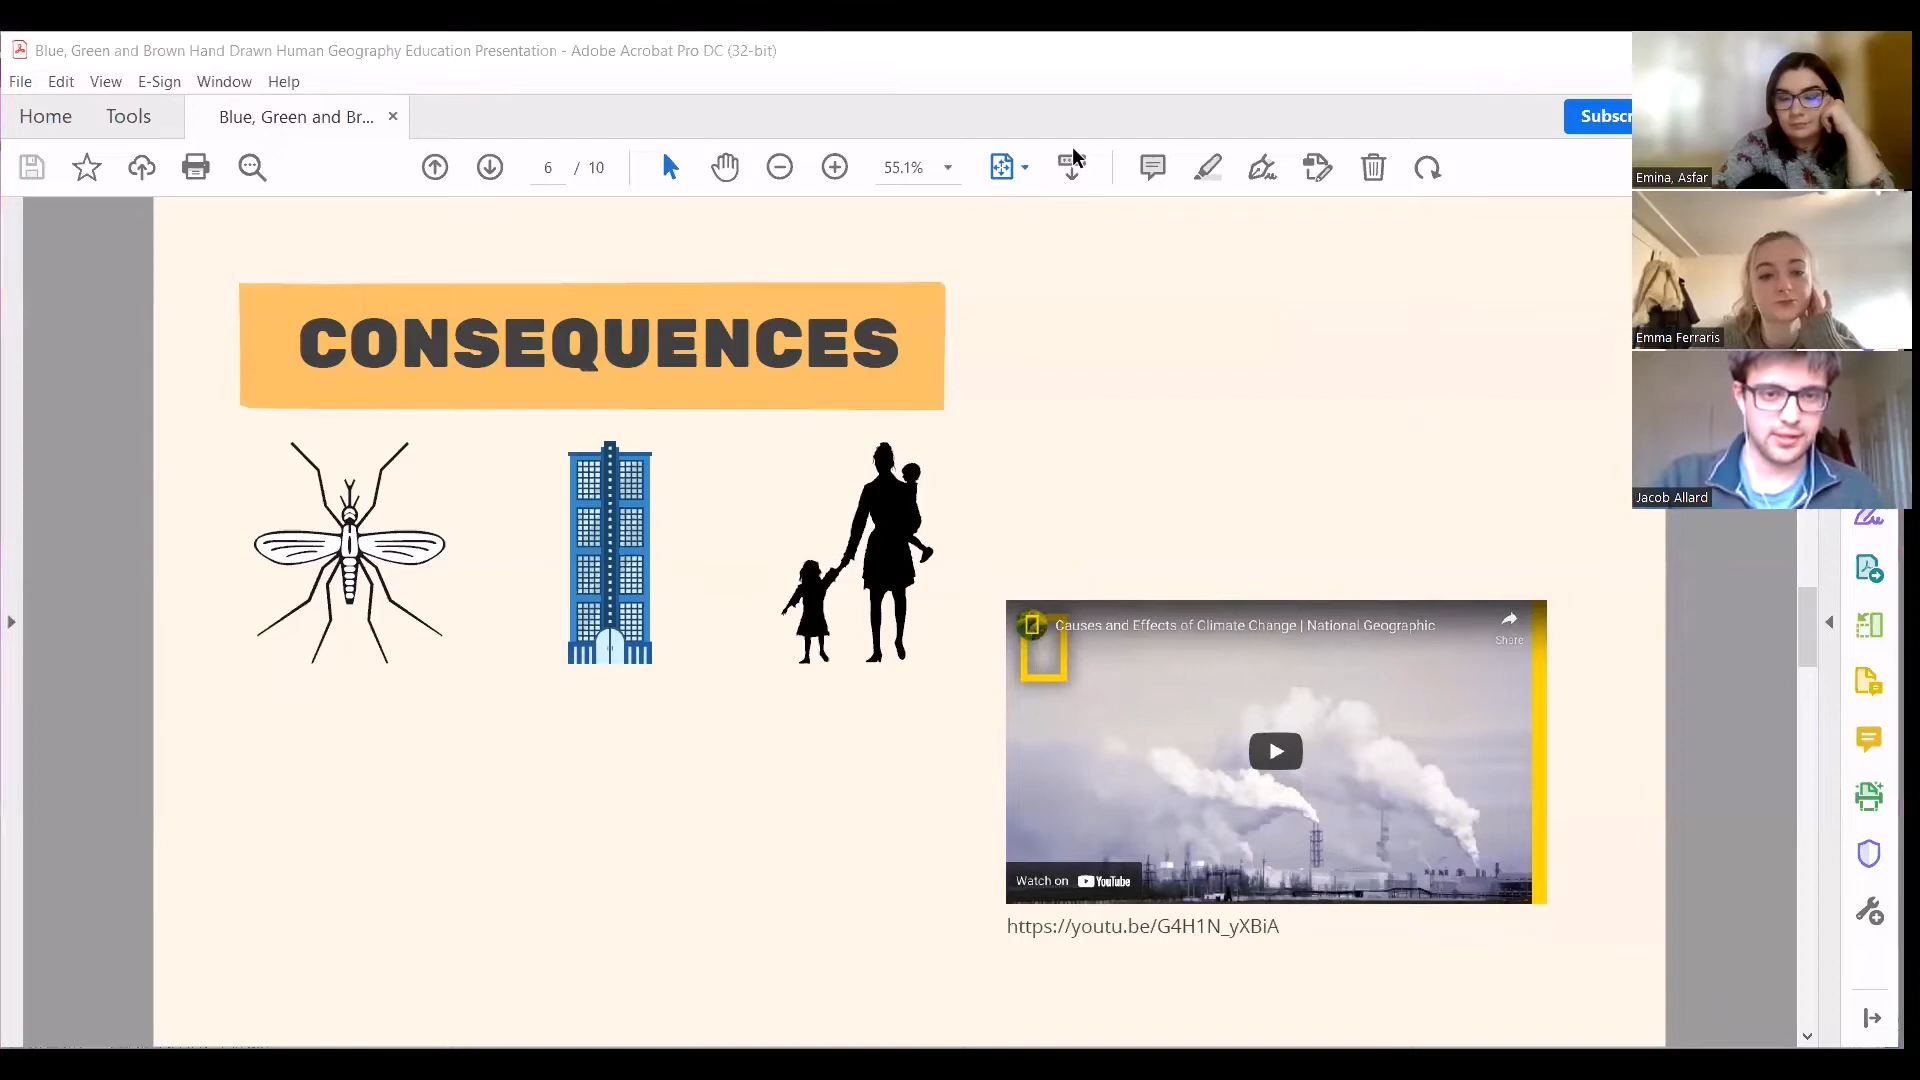 Blue, Green and Brown Hand Drawn Human Geography Education Presentation - Adobe Acrobat Pro DC (32-bit)
File Edit View E-Sign Window Help
Home Tools Blue, Green and Br... ×
Subscr
6 / 10 55.1%
Emina, Asfar
Emma Ferraris
Jacob Allard
CONSEQUENCES
Causes and Effects of Climate Change | National Geographic
Share
Watch on YouTube
https://youtu.be/G4H1N_yXBiA